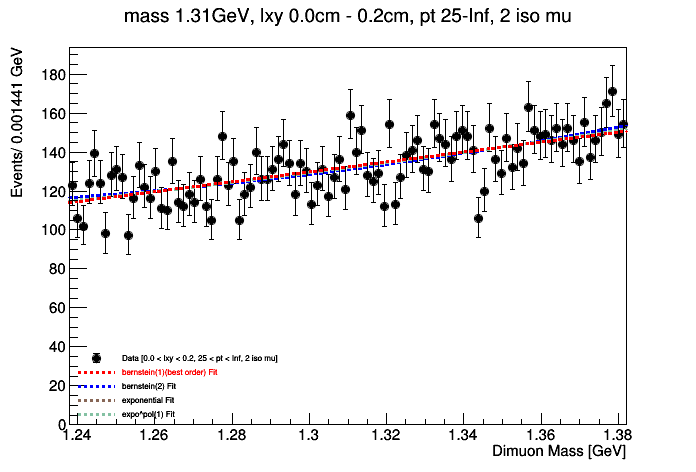 mass 1.31GeV, lxy 0.0cm - 0.2cm, pt 25-Inf, 2 iso mu
Events/ 0.001441 GeV
180
160
140
120
100
80
60
40
20
0
Data [0.0 < lxy < 0.2, 25 < pt < Inf, 2 iso mu]
bernstein(1)(best order) Fit
bernstein(2) Fit
exponential Fit
expo^pol(1) Fit
1.24 1.26 1.28 1.3 1.32 1.34 1.36 1.38
Dimuon Mass [GeV]